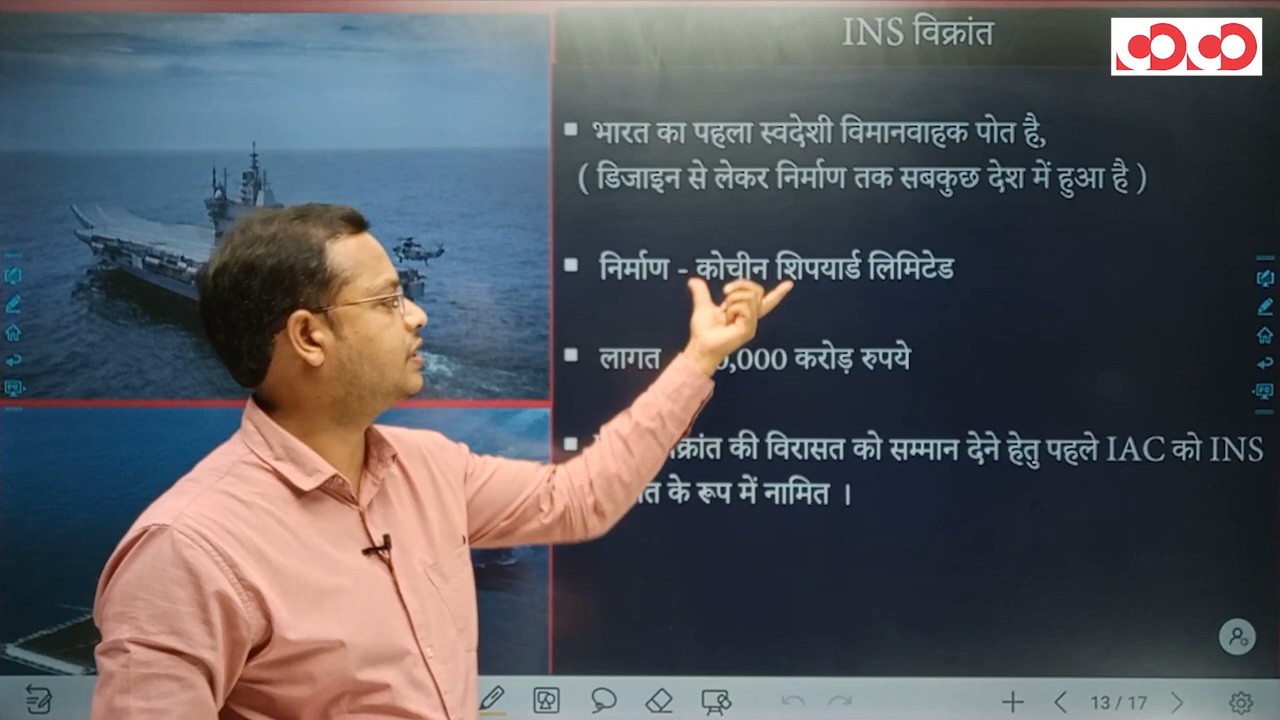 INS विक्रांत
भारत का पहला स्वदेशी विमानवाहक पोत है,
( डिजाइन से लेकर निर्माण तक सबकुछ देश में हुआ है )
निर्माण - कोचीन शिपयार्ड लिमिटेड
लागत ,000 करोड़ रुपये
की विरासत को सम्मान देने हेतु पहले IAC को INS
के रूप में नामित ।
13 / 17